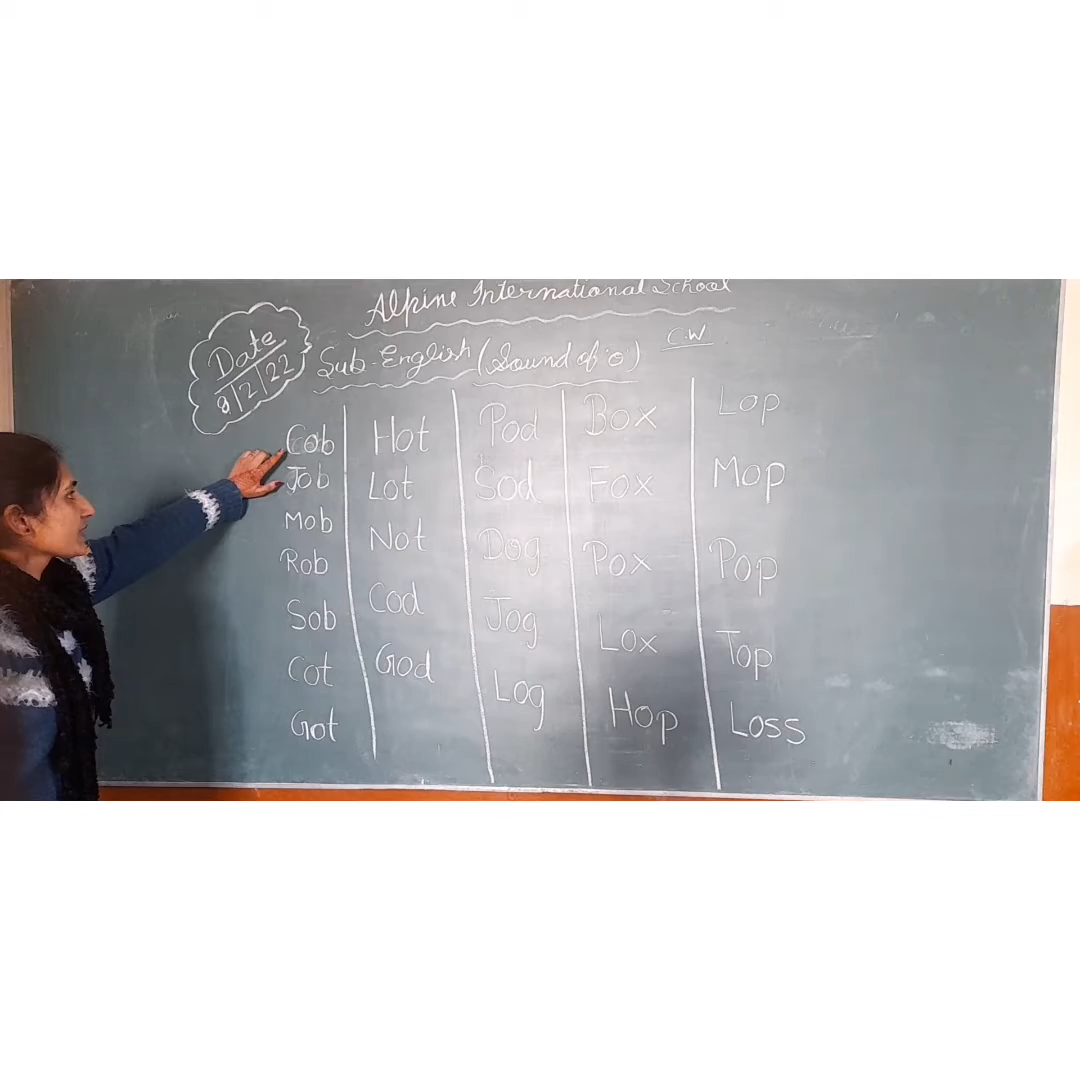 Alpine International School
Date
8/2/22
Sub-English (Sound of 'o)
C.W
Cob
Job
Mob
Rob
Sob
Cot
Got
Hot
Lot
Not
Cod
God
Pod
Sod
Dog
Jog
Log
Box
Fox
Pox
Lox
Hop
Lop
Mop
Pop
Top
Loss